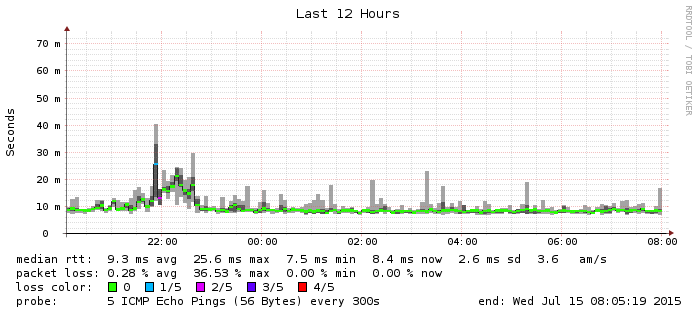 Last 12 Hours
RRDTOOL / TOBI OETIKER
Seconds
70 m
60 m
50 m
40 m
30 m
20 m
10 m
0
22:00 00:00 02:00 04:00 06:00 08:00
median rtt: 9.3 ms avg 25.6 ms max 7.5 ms min 8.4 ms now 2.6 ms sd 3.6 am/s
packet loss: 0.28 % avg 36.53 % max 0.00 % min 0.00 % now
loss color: 0 1/5 2/5 3/5 4/5
probe: 5 ICMP Echo Pings (56 Bytes) every 300s end: Wed Jul 15 08:05:19 2015